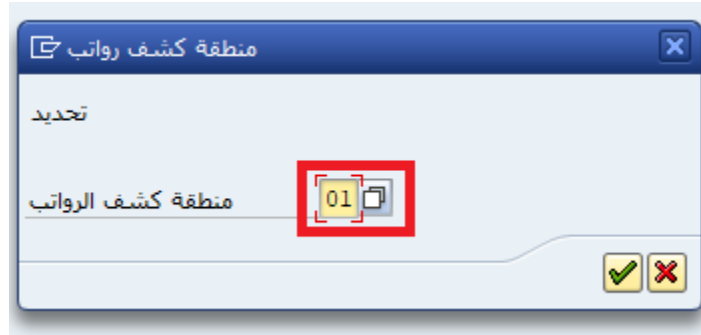 منطقة كشف رواتب
تحديد
منطقة كشف الرواتب 01